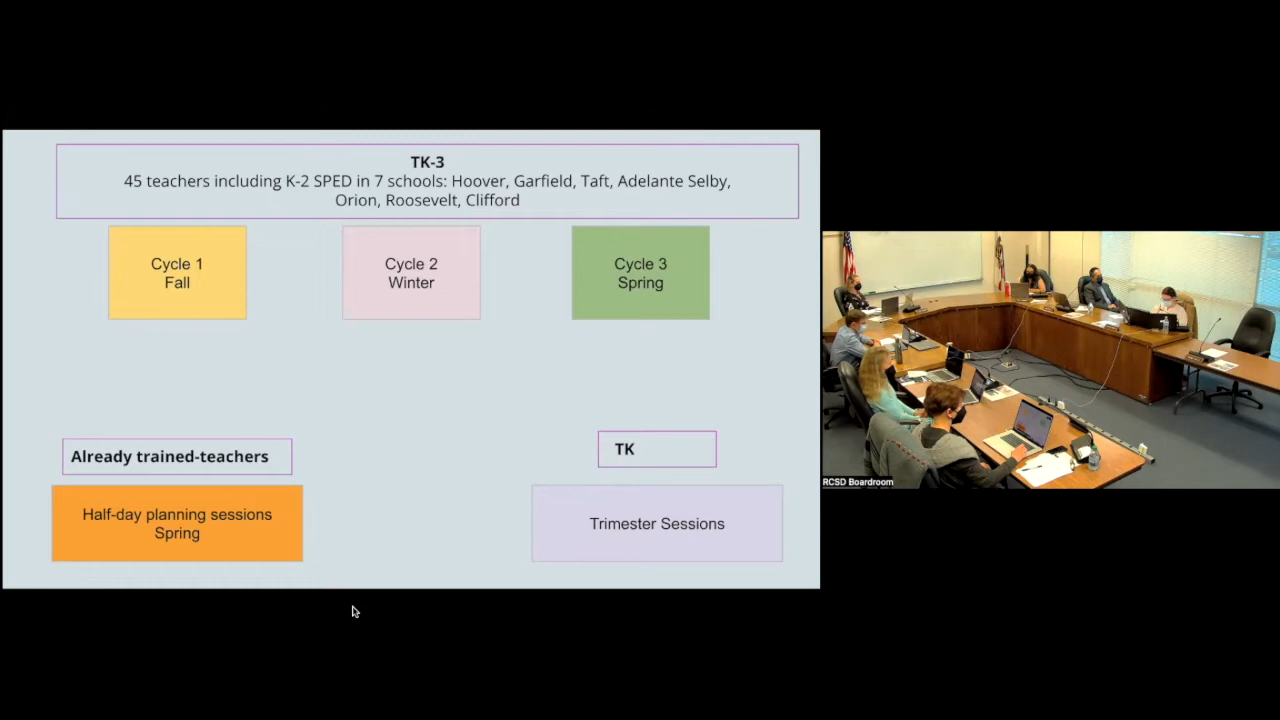 TK-3
45 teachers including K-2 SPED in 7 schools: Hoover, Garfield, Taft, Adelante Selby,
Orion, Roosevelt, Clifford
Cycle 1
Fall
Cycle 2
Winter
Cycle 3
Spring
Already trained-teachers
TK
Half-day planning sessions
Spring
Trimester Sessions
RCSD Boardroom